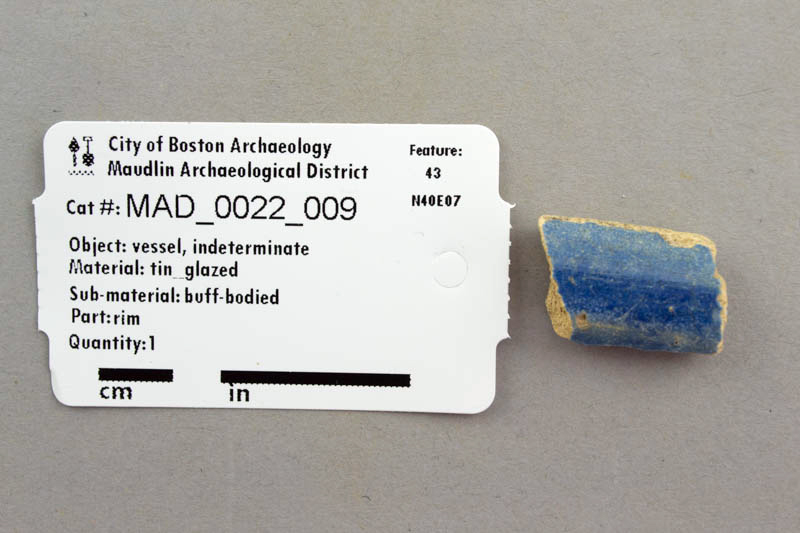 City of Boston Archaeology
Maudlin Archaeological District
Feature:
43
N40E07
Cat #: MAD_0022_009
Object: vessel, indeterminate
Material: tin_glazed
Sub-material: buff-bodied
Part: rim
Quantity:1
cm
in